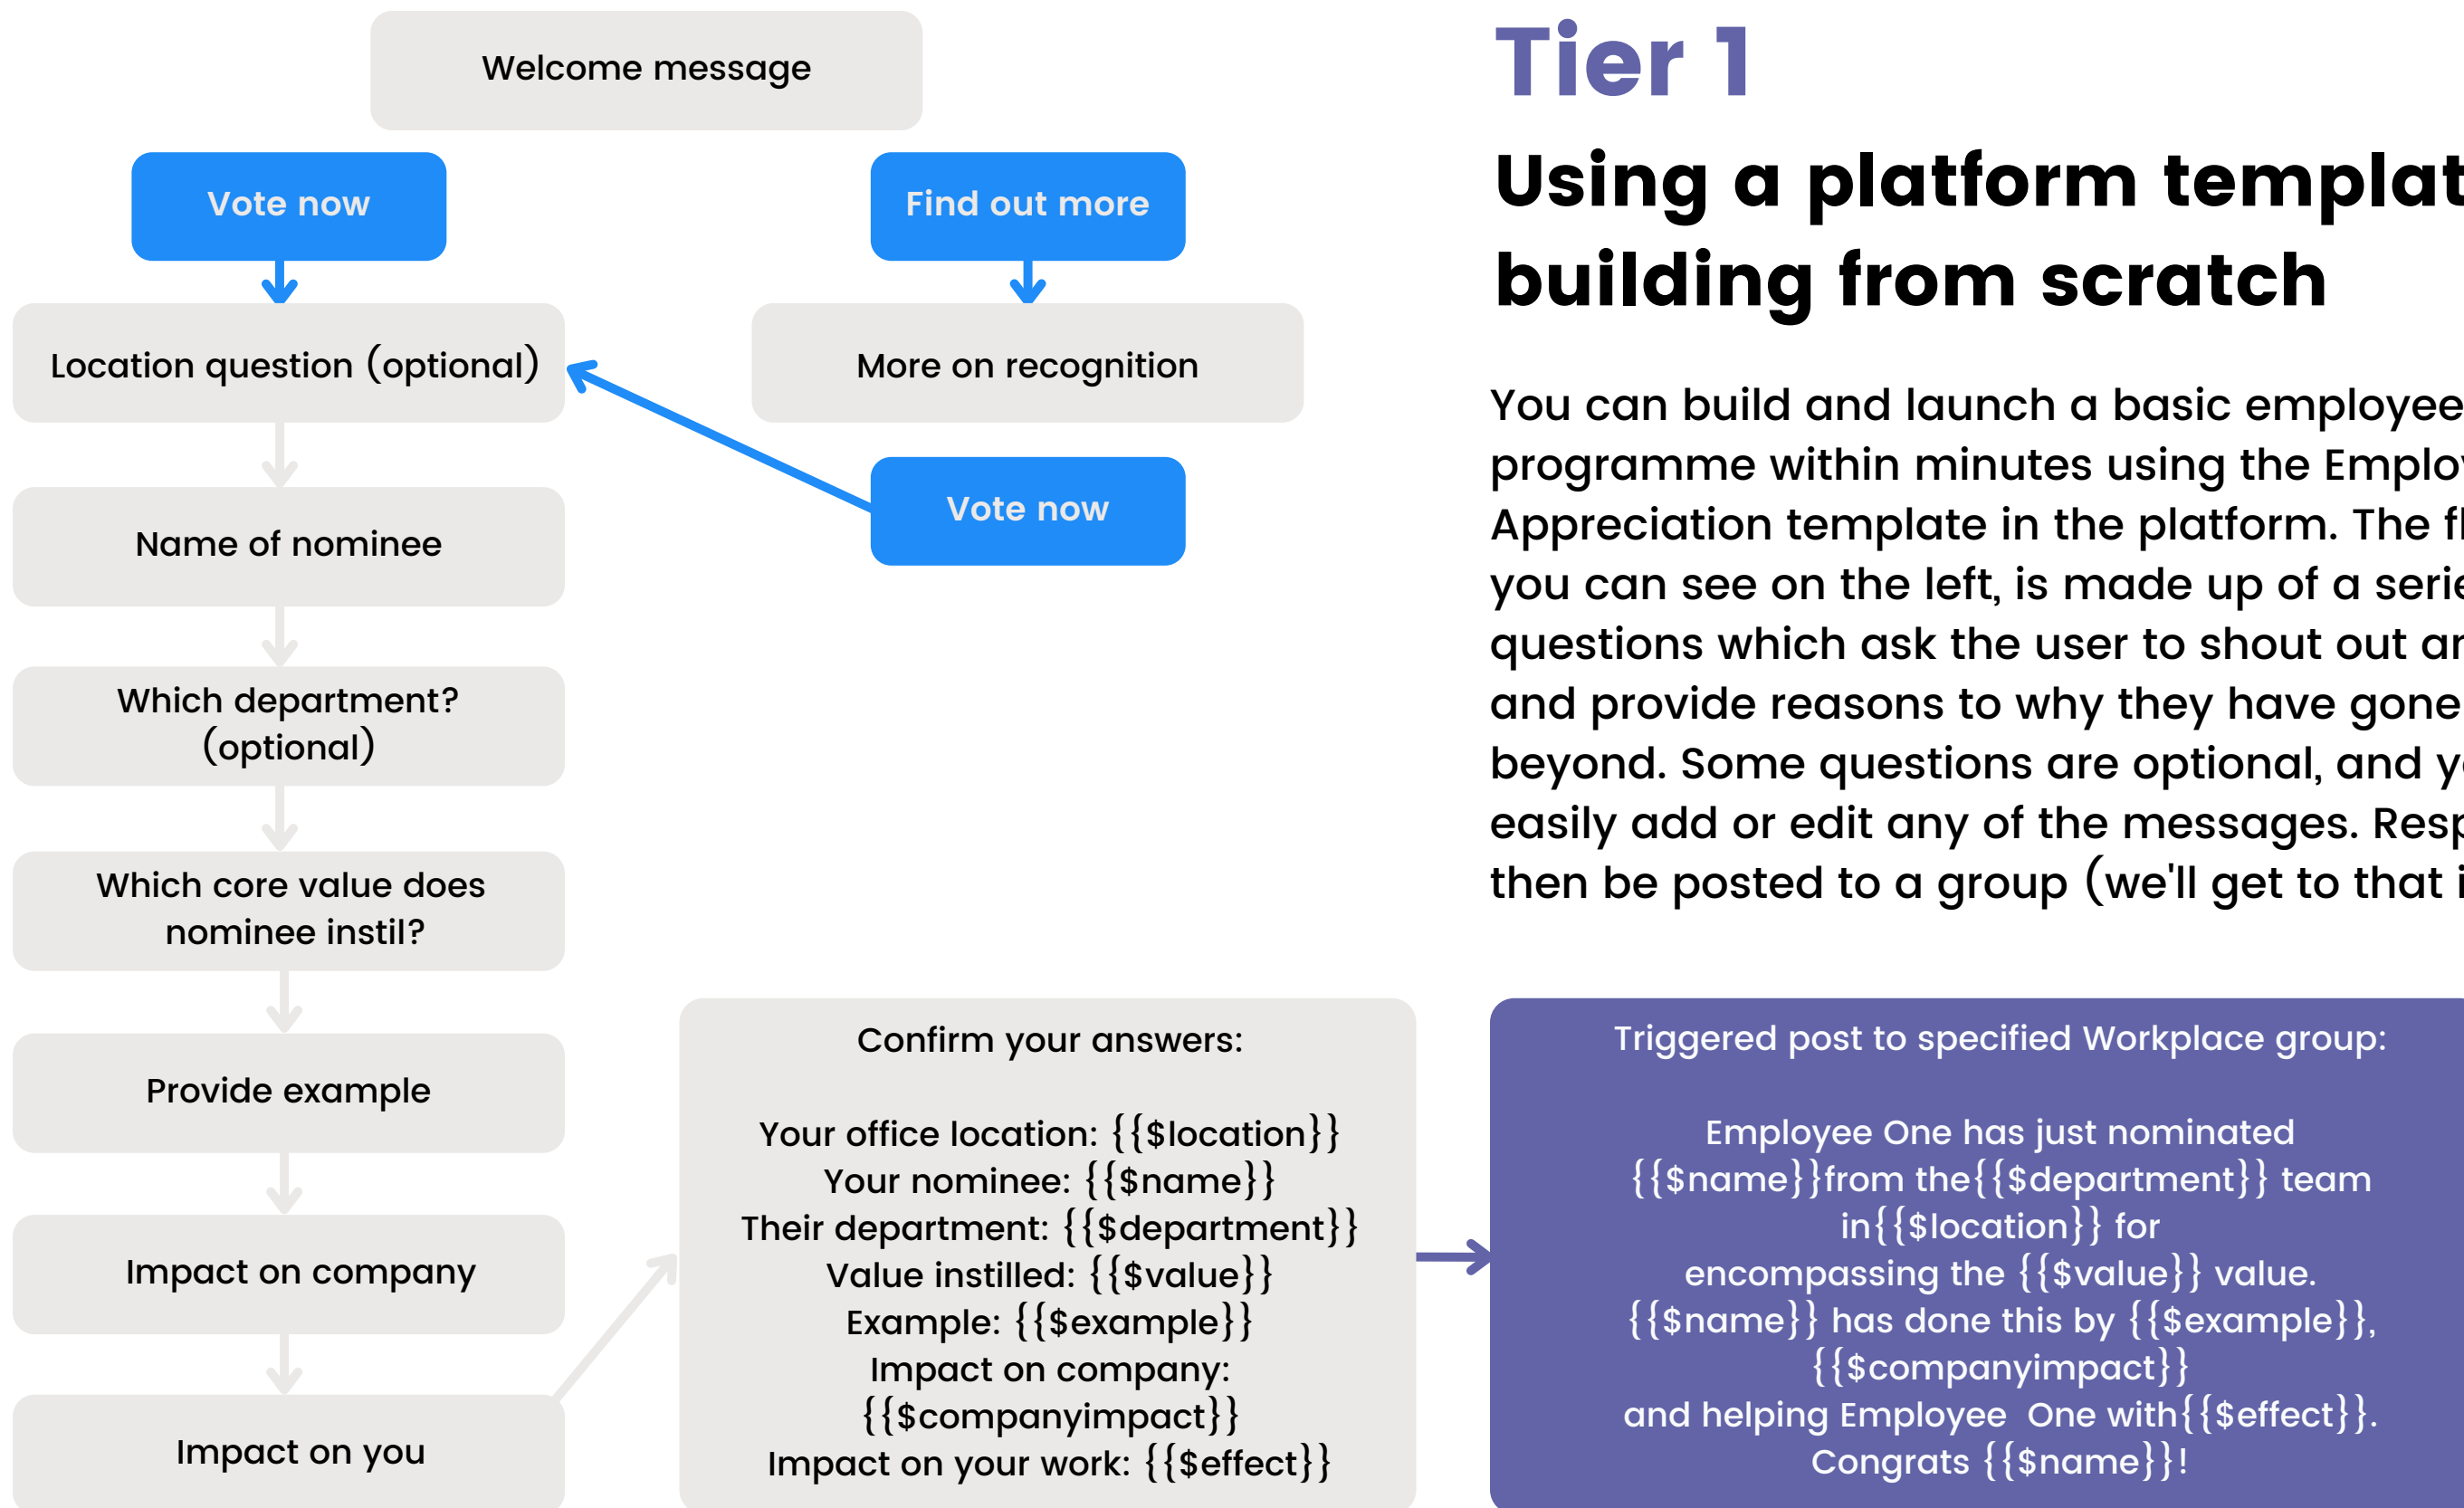 Welcome message
Vote now
Find out more
Location question (optional)
More on recognition
Vote now
Name of nominee
Which department?
(optional)
Which core value does
nominee instil?
Provide example
Impact on company
Impact on you
Confirm your answers:
Your office location: {{$location}}
Your nominee: {{$name}}
Their department: {{$department}}
Value instilled: {{$value}}
Example: {{$example}}
Impact on company:
{{$companyimpact}}
Impact on your work: {{$effect}}
Tier 1
Using a platform
building from scratch
You can build and launch a basic employee
programme within minutes using the
Appreciation template in the platform. The
you can see on the left, is made up of a
questions which ask the user to shout out
and provide reasons to why they have gone
beyond. Some questions are optional, and
easily add or edit any of the messages.
then be posted to a group (we'll get to that
Triggered post to specified Workplace group:
Employee One has just nominated
{{$name}}from the{{$department}} team
in{{$location}} for
encompassing the {{$value}} value.
{{$name}} has done this by {{$example}},
{{$companyimpact}}
and helping Employee  One with{{$effect}}.
Congrats {{$name}}!